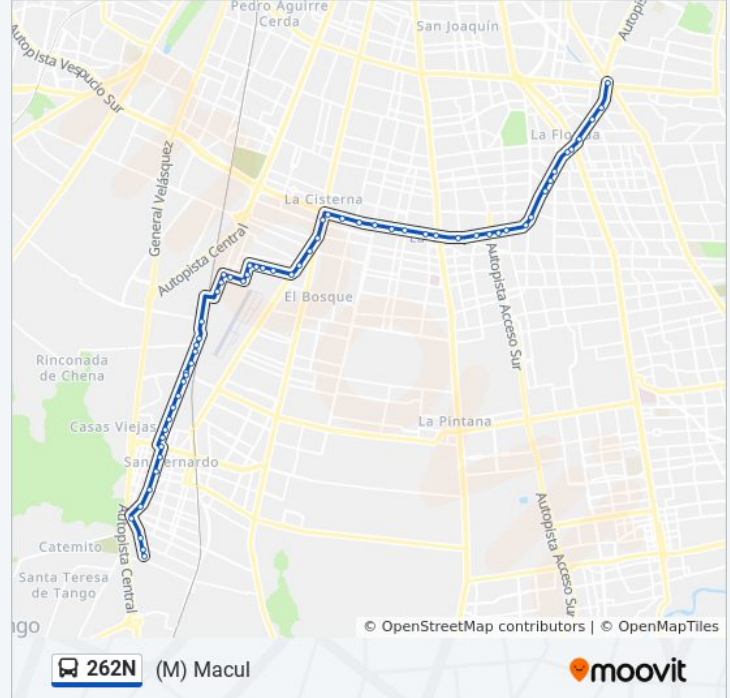 Pedro Aguirre
Cerda
San Joaquín
Autopista Vespucio Sur
General Velásquez
La Florida
La Cisterna
Autopista Central
El Bosque
Autopista Acceso Sur
Rinconada
de Chena
Casas Viejas
La Pintana
San Bernardo
Autopista Central
Autopista Acceso Sur
Catemito
Santa Teresa
de Tango
ngo
© OpenStreetMap contributors | © OpenMapTiles
262N (M) Macul
moovit